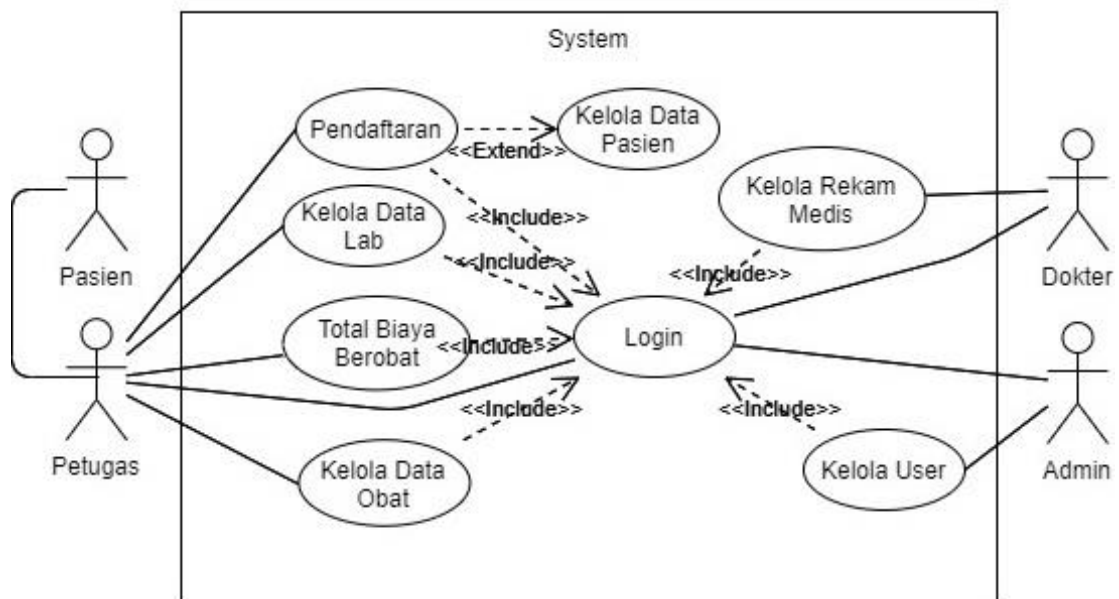 System
Pendaftaran
<<Extend>>
Kelola Data
Pasien
Kelola Rekam
Medis
Kelola Data
Lab
<<Include>>
<<Include>>
<<Include>>
Pasien
Dokter
Total Biaya
Berobat
<<Include>>
Login
<<Include>>
<<Include>>
Petugas
Kelola Data
Obat
Kelola User
Admin